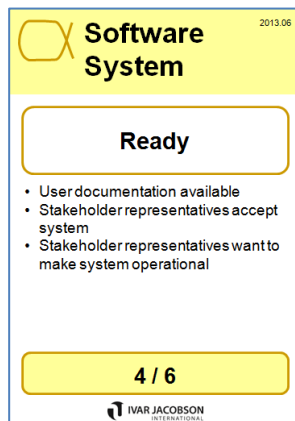 2013.06
Software
System
Ready
• User documentation available
• Stakeholder representatives accept
system
• Stakeholder representatives want to
make system operational
4 / 6
IVAR JACOBSON
INTERNATIONAL